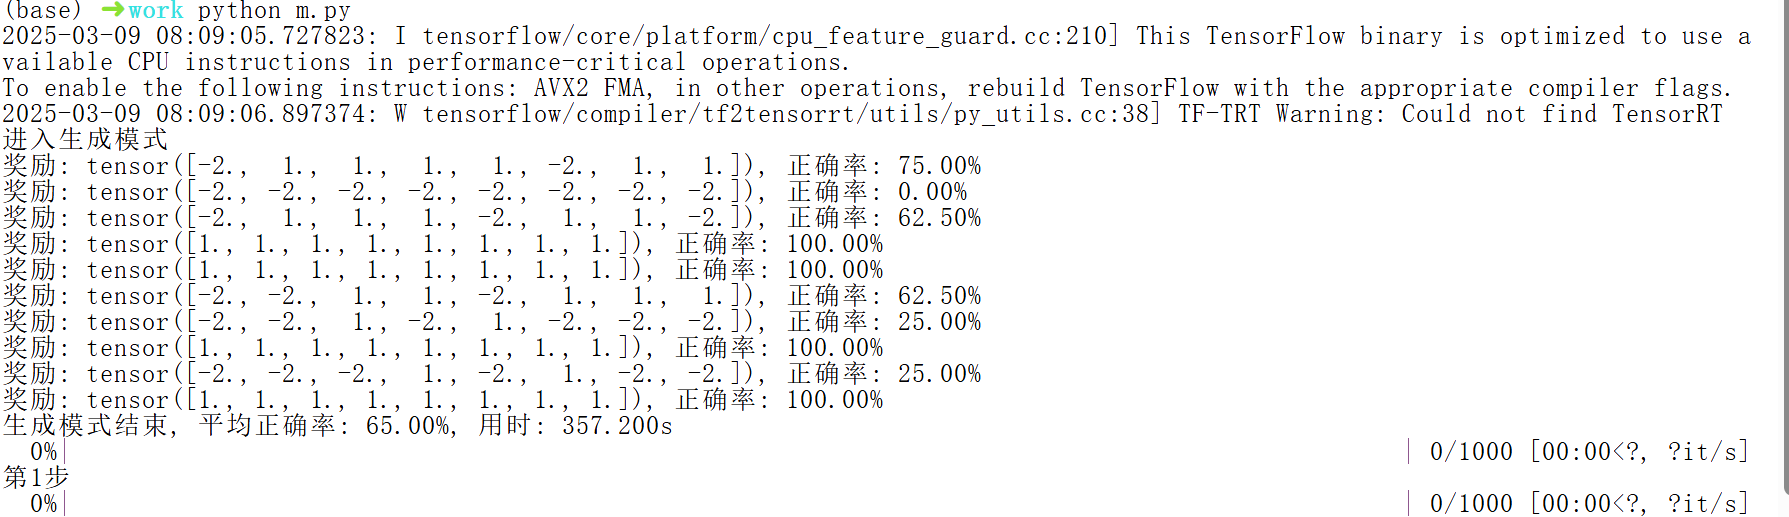 (base) ➜work python m.py
2025-03-09 08:09:05.727823: I tensorflow/core/platform/cpu_feature_guard.cc:210] This TensorFlow binary is optimized to use a
vailable CPU instructions in performance-critical operations.
To enable the following instructions: AVX2 FMA, in other operations, rebuild TensorFlow with the appropriate compiler flags.
2025-03-09 08:09:06.897374: W tensorflow/compiler/tf2tensorrt/utils/py_utils.cc:38] TF-TRT Warning: Could not find TensorRT
进入生成模式
奖励: tensor([-2.,  1.,  1.,  1.,  1., -2.,  1.,  1.]), 正确率: 75.00%
奖励: tensor([-2., -2., -2., -2., -2., -2., -2., -2.]), 正确率: 0.00%
奖励: tensor([-2.,  1.,  1.,  1., -2.,  1.,  1., -2.]), 正确率: 62.50%
奖励: tensor([1., 1., 1., 1., 1., 1., 1., 1.]), 正确率: 100.00%
奖励: tensor([1., 1., 1., 1., 1., 1., 1., 1.]), 正确率: 100.00%
奖励: tensor([-2., -2.,  1.,  1., -2.,  1.,  1.,  1.]), 正确率: 62.50%
奖励: tensor([-2., -2.,  1., -2.,  1., -2., -2., -2.]), 正确率: 25.00%
奖励: tensor([1., 1., 1., 1., 1., 1., 1., 1.]), 正确率: 100.00%
奖励: tensor([-2., -2., -2.,  1., -2.,  1., -2., -2.]), 正确率: 25.00%
奖励: tensor([1., 1., 1., 1., 1., 1., 1., 1.]), 正确率: 100.00%
生成模式结束, 平均正确率: 65.00%, 用时: 357.200s
0%| | 0/1000 [00:00<?, ?it/s]
第1步
0%| | 0/1000 [00:00<?, ?it/s]